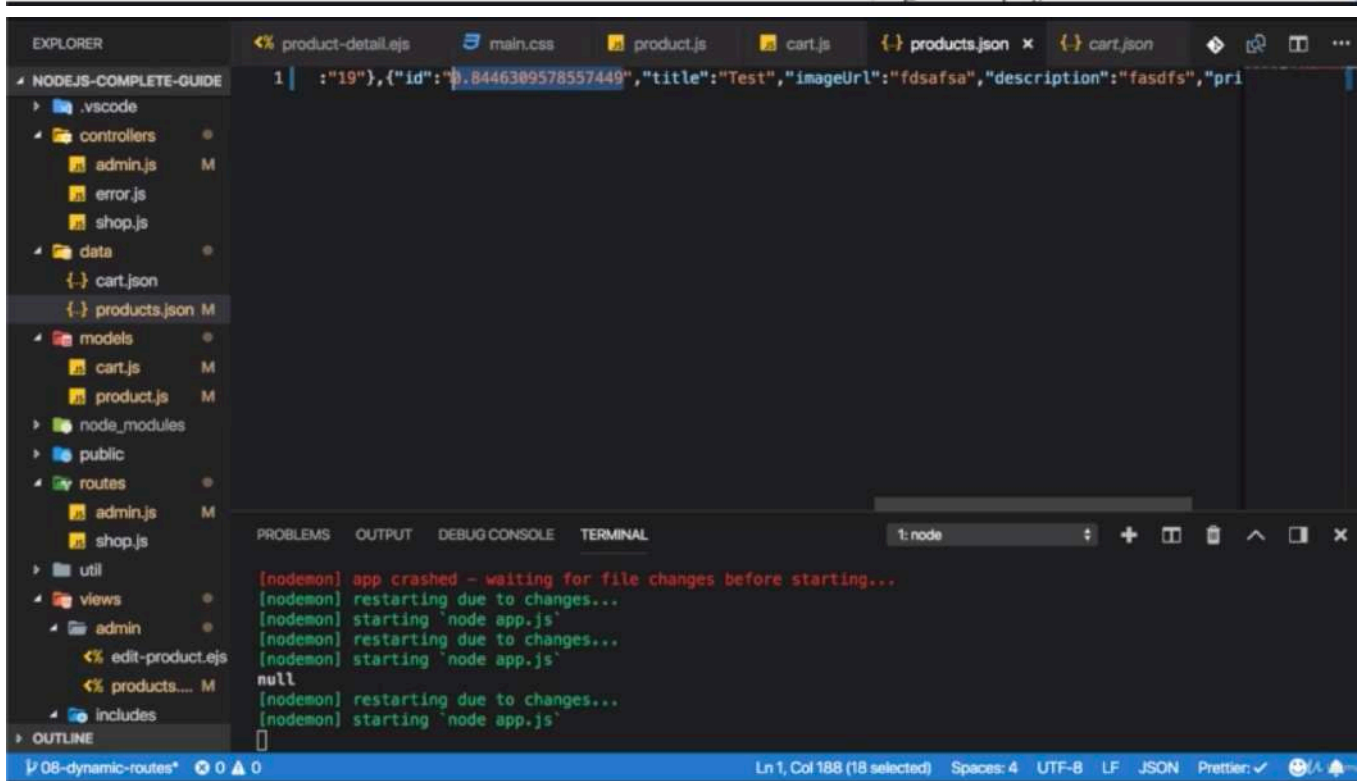 EXPLORER
product-detail.ejs
main.css
product.js
cart.js
products.json
cart.json
NODEJS-COMPLETE-GUIDE
1 :"19"},{"id":"0.8446309578557449","title":"Test","imageUrl":"fdsafsa","description":"fasdfs","pri
.vscode
controllers
admin.js M
error.js
shop.js
data
cart.json
products.json M
models
cart.js M
product.js M
node_modules
public
routes
admin.js M
shop.js
util
views
admin
edit-product.ejs
products.... M
includes
OUTLINE
PROBLEMS OUTPUT DEBUG CONSOLE TERMINAL 1: node
[nodemon] app crashed - waiting for file changes before starting...
[nodemon] restarting due to changes...
[nodemon] starting `node app.js`
[nodemon] restarting due to changes...
[nodemon] starting `node app.js`
null
[nodemon] restarting due to changes...
[nodemon] starting `node app.js`
08-dynamic-routes* 0 0 Ln 1, Col 188 (18 selected) Spaces: 4 UTF-8 LF JSON Prettier: ✓